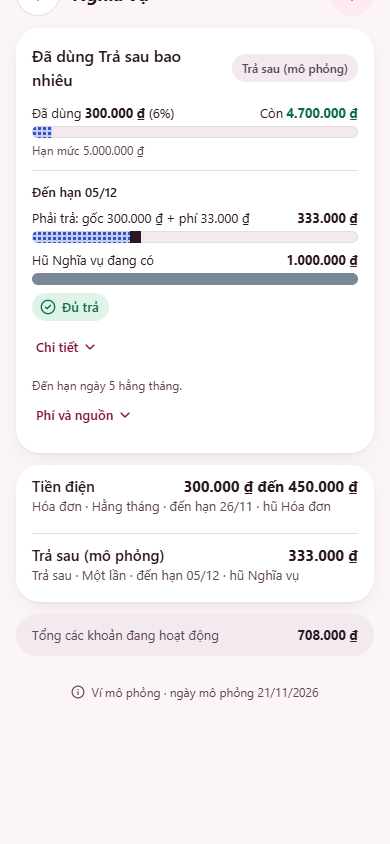 Đã dùng Trả sau bao
nhiêu
Trả sau (mô phỏng)
Đã dùng 300.000 ₫ (6%)
Còn 4.700.000 ₫
Hạn mức 5.000.000 ₫
Đến hạn 05/12
Phải trả: gốc 300.000 ₫ + phí 33.000 ₫
333.000 ₫
Hũ Nghĩa vụ đang có
1.000.000 ₫
Đủ trả
Chi tiết
Đến hạn ngày 5 hằng tháng.
Phí và nguồn
Tiền điện
300.000 ₫ đến 450.000 ₫
Hóa đơn · Hằng tháng · đến hạn 26/11 · hũ Hóa đơn
Trả sau (mô phỏng)
333.000 ₫
Trả sau · Một lần · đến hạn 05/12 · hũ Nghĩa vụ
Tổng các khoản đang hoạt động
708.000 ₫
Ví mô phỏng · ngày mô phỏng 21/11/2026